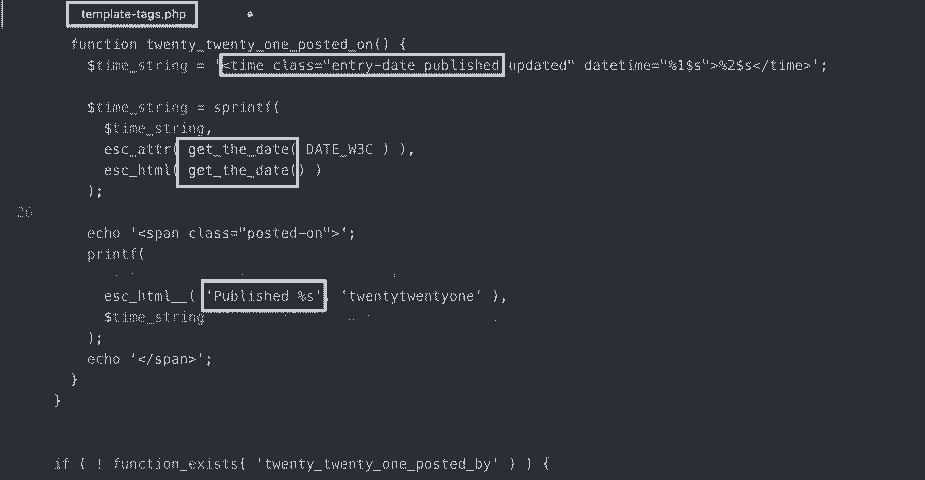 template-tags.php
function twenty_twenty_one_posted_on() {
$time_string = '<time class="entry-date published updated" datetime="%1$s">%2$s</time>';
$time_string = sprintf(
$time_string,
esc_attr( get_the_date( DATE_W3C ) ),
esc_html( get_the_date() )
);
26
echo '<span class="posted-on">';
printf(
esc_html__( 'Published %s', 'twentytwentyone' ),
$time_string
);
echo '</span>';
}
}
if ( ! function_exists( 'twenty_twenty_one_posted_by' ) ) {